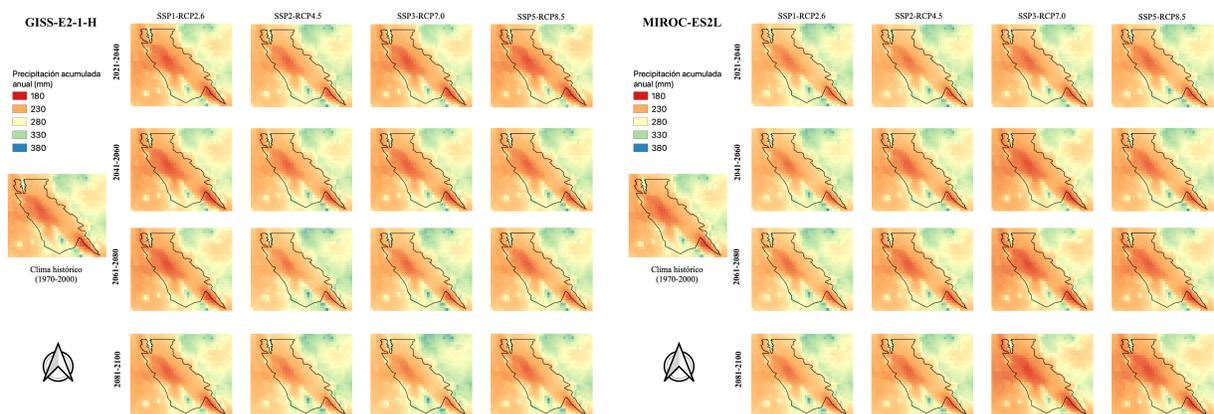 GISS-E2-1-H
SSP1-RCP2.6
SSP2-RCP4.5
SSP3-RCP7.0
SSP5-RCP8.5
2021-2040
Precipitación acumulada
anual (mm)
180
230
280
330
380
2041-2060
Clima histórico
(1970-2000)
2061-2080
2081-2100
MIROC-ES2L
SSP1-RCP2.6
SSP2-RCP4.5
SSP3-RCP7.0
SSP5-RCP8.5
2021-2040
Precipitación acumulada
anual (mm)
180
230
280
330
380
2041-2060
Clima histórico
(1970-2000)
2061-2080
2081-2100